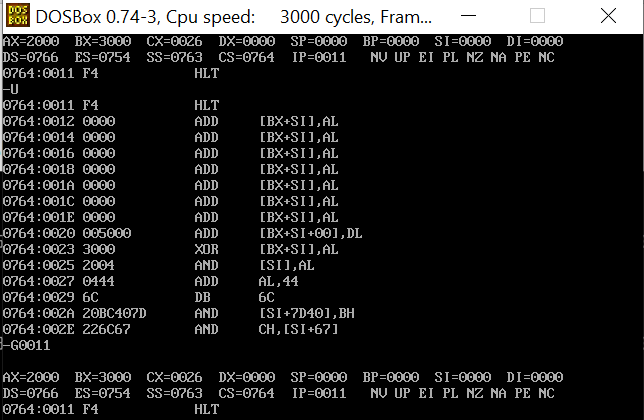 DOS BOX DOSBox 0.74-3, Cpu speed: 3000 cycles, Fram...
AX=2000 BX=3000 CX=0026 DX=0000 SP=0000 BP=0000 SI=0000 DI=0000
DS=0766 ES=0754 SS=0763 CS=0764 IP=0011 NV UP EI PL NZ NA PE NC
0764:0011 F4 HLT
-U
0764:0011 F4 HLT
0764:0012 0000 ADD [BX+SI],AL
0764:0014 0000 ADD [BX+SI],AL
0764:0016 0000 ADD [BX+SI],AL
0764:0018 0000 ADD [BX+SI],AL
0764:001A 0000 ADD [BX+SI],AL
0764:001C 0000 ADD [BX+SI],AL
0764:001E 0000 ADD [BX+SI],AL
0764:0020 005000 ADD [BX+SI+00],DL
0764:0023 3000 XOR [BX+SI],AL
0764:0025 2004 AND [SI],AL
0764:0027 0444 ADD AL,44
0764:0029 6C DB 6C
0764:002A 20BC407D AND [SI+7D40],BH
0764:002E 226C67 AND CH,[SI+67]
-G0011
AX=2000 BX=3000 CX=0026 DX=0000 SP=0000 BP=0000 SI=0000 DI=0000
DS=0766 ES=0754 SS=0763 CS=0764 IP=0011 NV UP EI PL NZ NA PE NC
0764:0011 F4 HLT